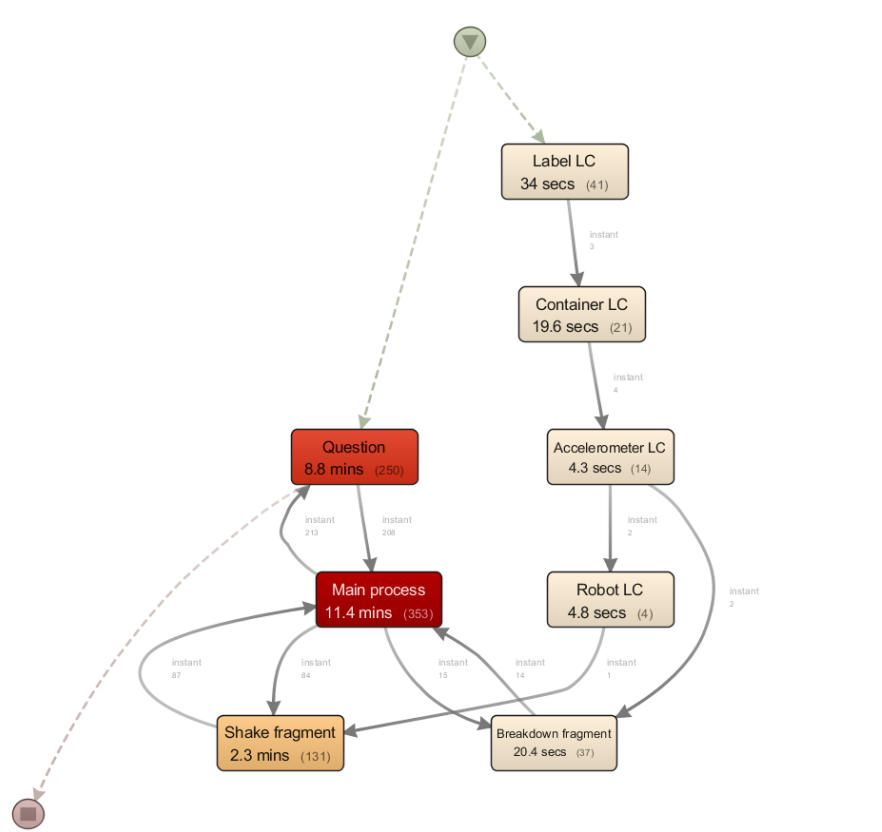 Label LC
34 secs (41)
instant
3
Container LC
19.6 secs (21)
instant
4
Question
8.8 mins (250)
Accelerometer LC
4.3 secs (14)
instant
213
instant
208
instant
2
Main process
11.4 mins (353)
Robot LC
4.8 secs (4)
instant
2
instant
87
instant
84
instant
15
instant
14
instant
1
Shake fragment
2.3 mins (131)
Breakdown fragment
20.4 secs (37)